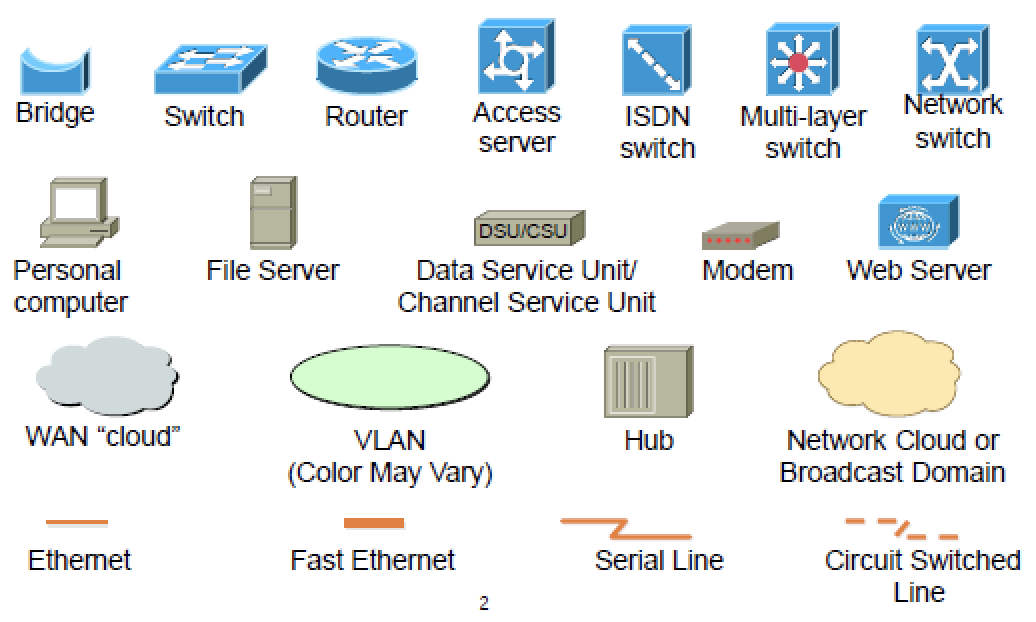 Bridge
Switch
Router
Access
server
ISDN
switch
Multi-layer
switch
Network
switch
Personal
computer
File Server
DSU/CSU
Data Service Unit/
Channel Service Unit
Modem
WWW
Web Server
WAN “cloud”
VLAN
(Color May Vary)
Hub
Network Cloud or
Broadcast Domain
Ethernet
Fast Ethernet
Serial Line
Circuit Switched
Line
2